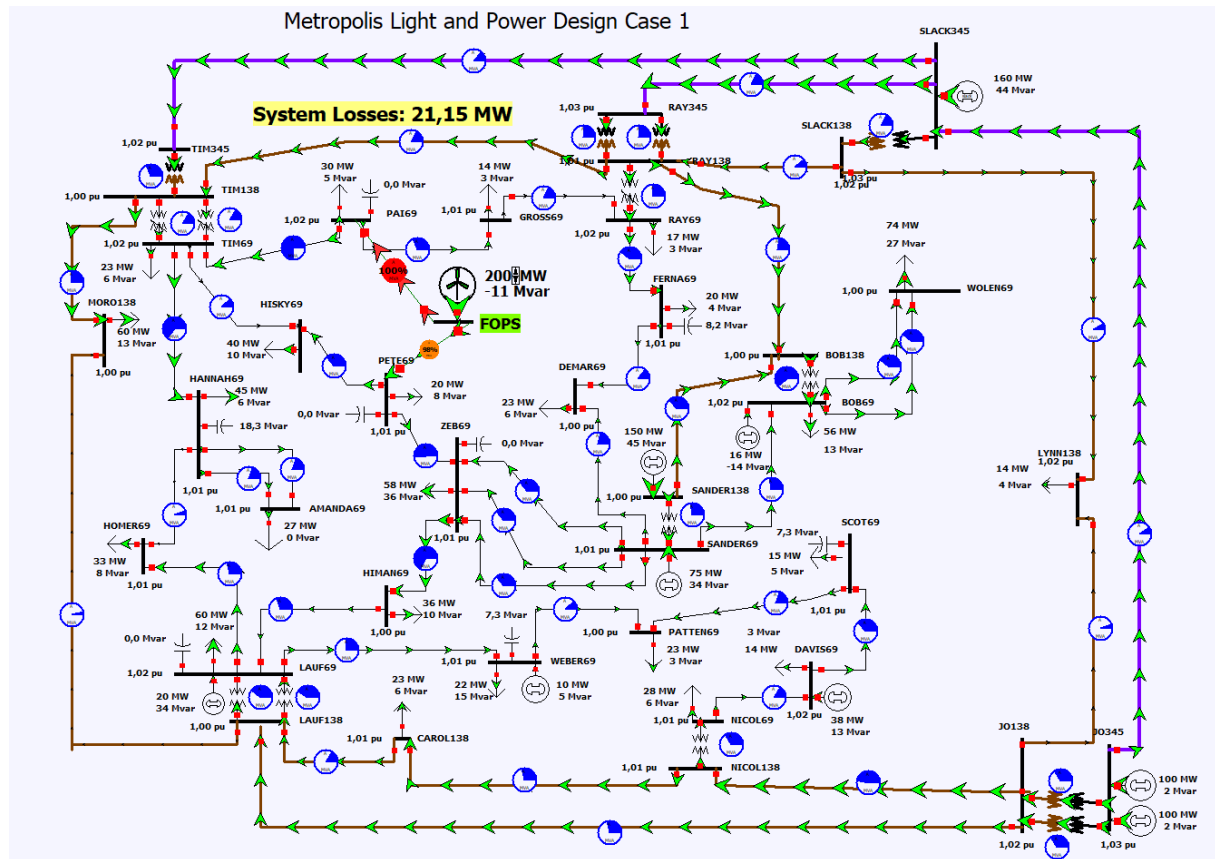 Metropolis Light and Power Design Case 1
SLACK345
160 MW
44 Mvar
RAY345
1,03 pu
System Losses: 21,15 MW
SLACK138
TIM345
1,02 pu
30 MW
5 Mvar
0,0 Mvar
14 MW
3 Mvar
RAY138
1,03 pu
1,02 pu
TIM138
1,00 pu
PAI69
1,02 pu
GROSS69
1,01 pu
RAY69
1,02 pu
17 MW
3 Mvar
74 MW
27 Mvar
TIM69
1,02 pu
23 MW
6 Mvar
100%
200 MW
-11 Mvar
FERNA69
20 MW
4 Mvar
8,2 Mvar
1,01 pu
WOLEN69
1,00 pu
MORO138
60 MW
13 Mvar
1,00 pu
HISKY69
40 MW
10 Mvar
FOPS
98%
PETE69
20 MW
8 Mvar
0,0 Mvar
1,01 pu
1,00 pu
BOB138
HANNAH69
45 MW
6 Mvar
18,3 Mvar
1,01 pu
DEMAR69
23 MW
6 Mvar
1,00 pu
1,02 pu
BOB69
56 MW
13 Mvar
16 MW
-14 Mvar
ZEB69
0,0 Mvar
58 MW
36 Mvar
1,01 pu
150 MW
45 Mvar
1,00 pu
SANDER138
LYNN138
1,02 pu
14 MW
4 Mvar
1,01 pu
AMANDA69
27 MW
0 Mvar
HOMER69
33 MW
8 Mvar
1,01 pu
SANDER69
1,01 pu
75 MW
34 Mvar
7,3 Mvar
SCOT69
15 MW
5 Mvar
1,01 pu
HIMAN69
36 MW
10 Mvar
1,00 pu
60 MW
12 Mvar
0,0 Mvar
7,3 Mvar
1,00 pu
PATTEN69
23 MW
3 Mvar
3 Mvar
14 MW
DAVIS69
1,02 pu
38 MW
13 Mvar
LAUF69
1,02 pu
20 MW
34 Mvar
1,01 pu
WEBER69
22 MW
15 Mvar
10 MW
5 Mvar
23 MW
6 Mvar
28 MW
6 Mvar
1,01 pu
NICOL69
LAUF138
1,00 pu
1,01 pu
CAROL138
1,01 pu
NICOL138
JO138
JO345
100 MW
2 Mvar
100 MW
2 Mvar
1,02 pu
1,03 pu